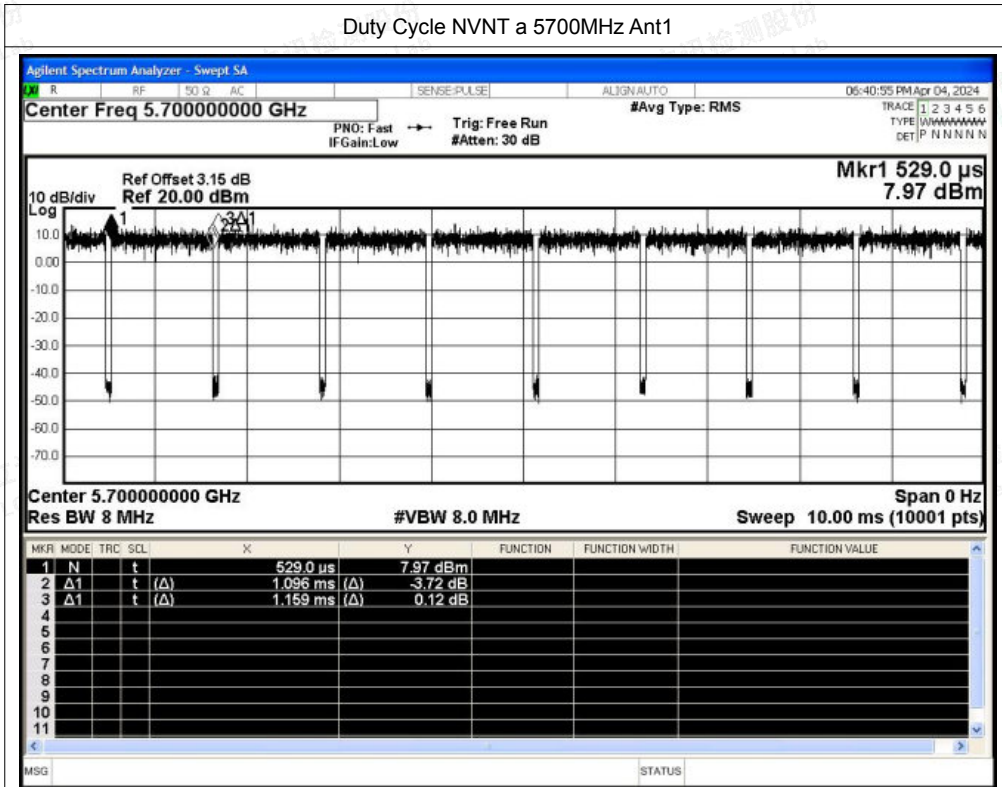 Duty Cycle NVNT a 5700MHz Ant1
Agilent Spectrum Analyzer - Swept SA
R RF 50 Ω AC SENSE:PULSE ALIGNAUTO 06:40:55 PM Apr 04, 2024
Center Freq 5.700000000 GHz #Avg Type: RMS TRACE 1 2 3 4 5 6
PNO: Fast Trig: Free Run TYPE
IFGain:Low #Atten: 30 dB DET P N N N N N
Mkr1 529.0 µs
Ref Offset 3.15 dB
10 dB/div Ref 20.00 dBm 7.97 dBm
Log
1 3Δ1
10.0
0.00
-10.0
-20.0
-30.0
-40.0
-50.0
-60.0
-70.0
Center 5.700000000 GHz Span 0 Hz
Res BW 8 MHz #VBW 8.0 MHz Sweep 10.00 ms (10001 pts)
MKR MODE TRC SCL X Y FUNCTION FUNCTION WIDTH FUNCTION VALUE
1 N t 529.0 µs 7.97 dBm
2 Δ1 t (Δ) 1.096 ms (Δ) -3.72 dB
3 Δ1 t (Δ) 1.159 ms (Δ) 0.12 dB
4
5
6
7
8
9
10
11
MSG STATUS